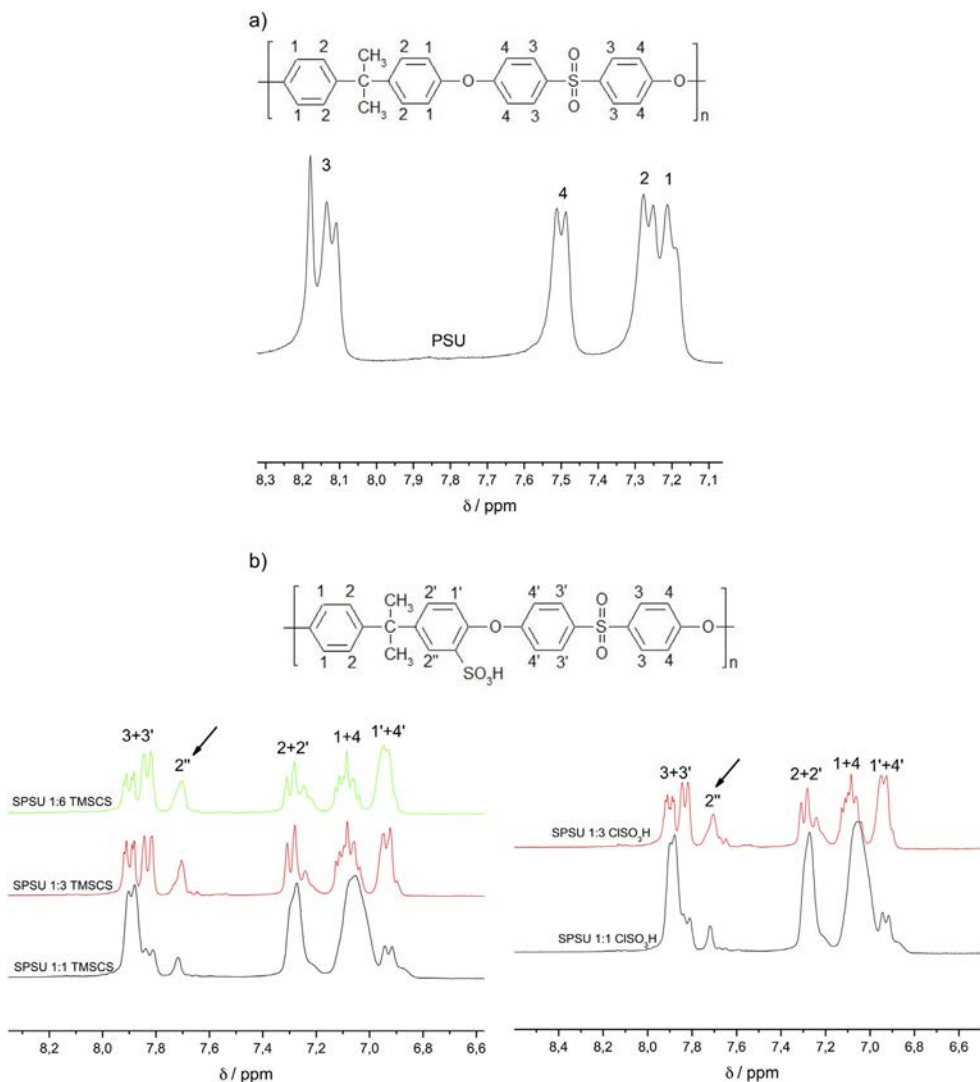 a)
1 2 CH3 2 1 4 3 O 3 4
C O S O
1 2 CH3 2 1 4 3 O 3 4 n
3
4
2 1
PSU
8,3 8,2 8,1 8,0 7,9 7,8 7,7 7,6 7,5 7,4 7,3 7,2 7,1
δ / ppm
b)
1 2 CH3 2' 1' 4' 3' O 3 4
C O S O
1 2 CH3 2" 4' 3' O 3 4 n
SO3H
3+3' 2" 2+2' 1+4 1'+4'
SPSU 1:6 TMSCS
SPSU 1:3 TMSCS
SPSU 1:1 TMSCS
8,2 8,0 7,8 7,6 7,4 7,2 7,0 6,8 6,6
δ / ppm
3+3' 2" 2+2' 1+4 1'+4'
SPSU 1:3 ClSO3H
SPSU 1:1 ClSO3H
8,4 8,2 8,0 7,8 7,6 7,4 7,2 7,0 6,8 6,6
δ / ppm